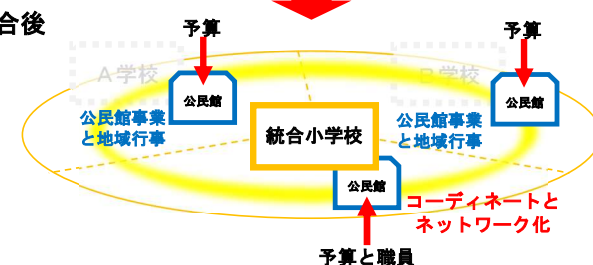 合後
予算
予算
A学校
B学校
公民館
公民館
公民館事業
と地域行事
公民館事業
と地域行事
統合小学校
公民館
コーディネートと
ネットワーク化
予算と職員